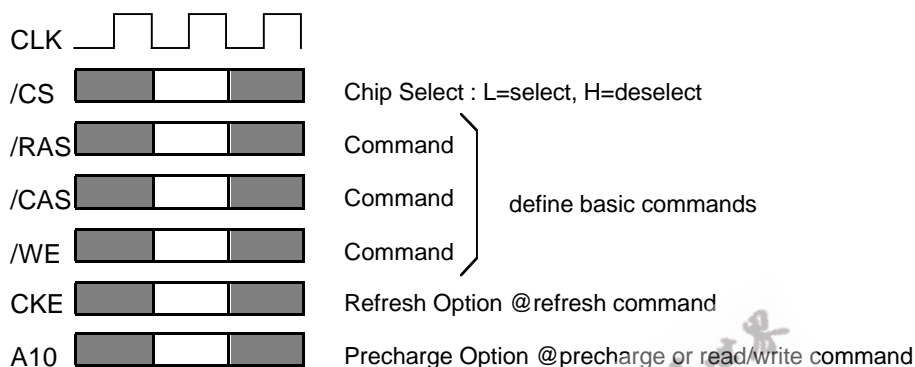 CLK
/CS Chip Select : L=select, H=deselect
/RAS Command
/CAS Command define basic commands
/WE Command
CKE Refresh Option @refresh command
A10 Precharge Option @precharge or read/write command